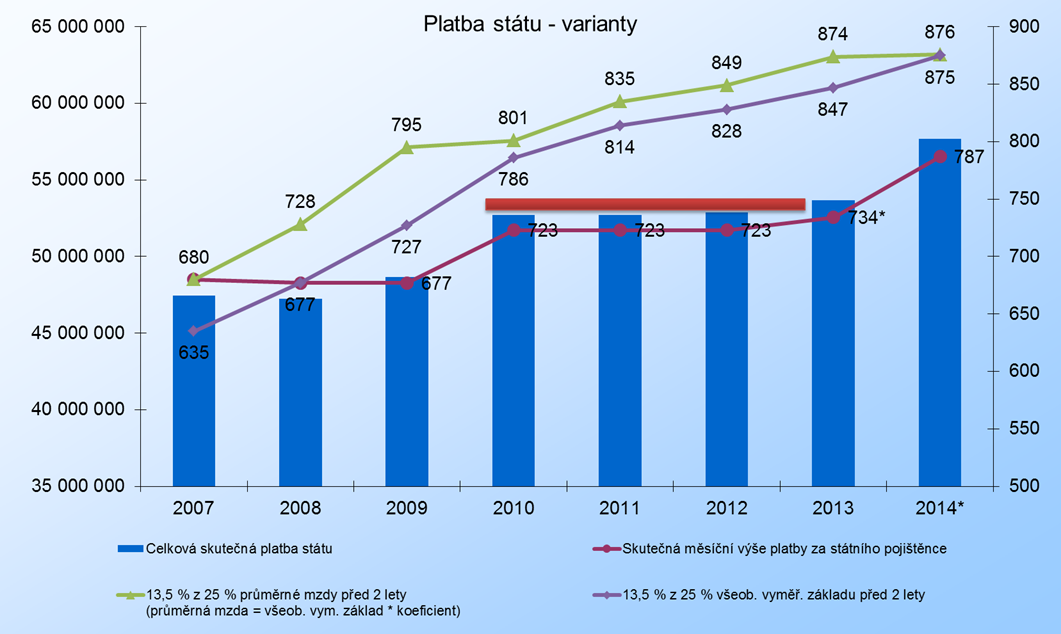 Platba státu - varianty
65 000 000
60 000 000
55 000 000
50 000 000
45 000 000
40 000 000
35 000 000
900
850
800
750
700
650
600
550
500
680
728
795
801
835
849
874
876
635
677
727
786
814
828
847
875
677
723
723
723
734*
787
2007 2008 2009 2010 2011 2012 2013 2014*
Celková skutečná platba státu
Skutečná měsíční výše platby za státního pojištěnce
13,5 % z 25 % průměrné mzdy před 2 lety
(průměrná mzda = všeob. vym. základ * koeficient)
13,5 % z 25 % všeob. vyměř. základu před 2 lety